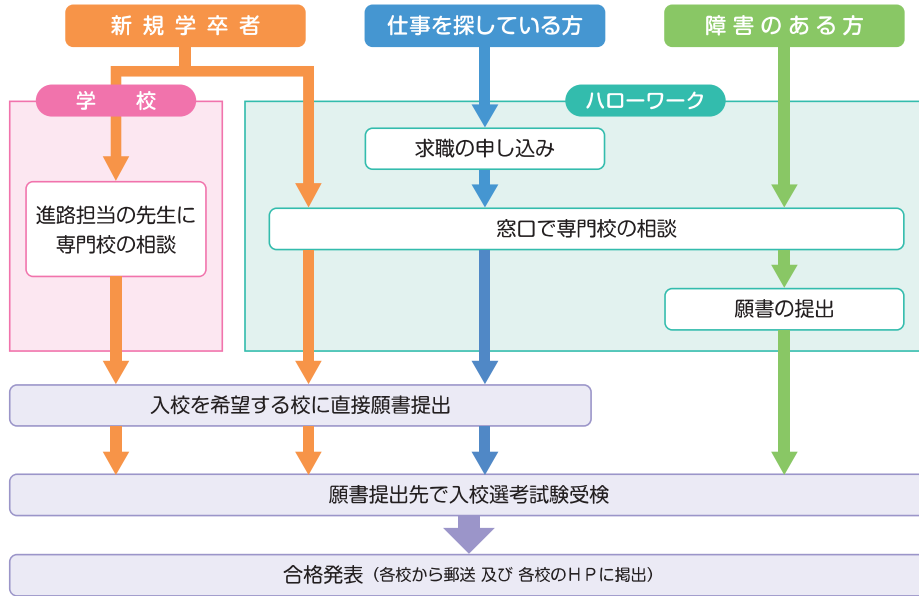 新規学卒者
仕事を探している方
障害のある方
学校
ハローワーク
求職の申し込み
進路担当の先生に
専門校の相談
窓口で専門校の相談
願書の提出
入校を希望する校に直接願書提出
願書提出先で入校選考試験受検
合格発表（各校から郵送 及び 各校のＨＰに掲出）